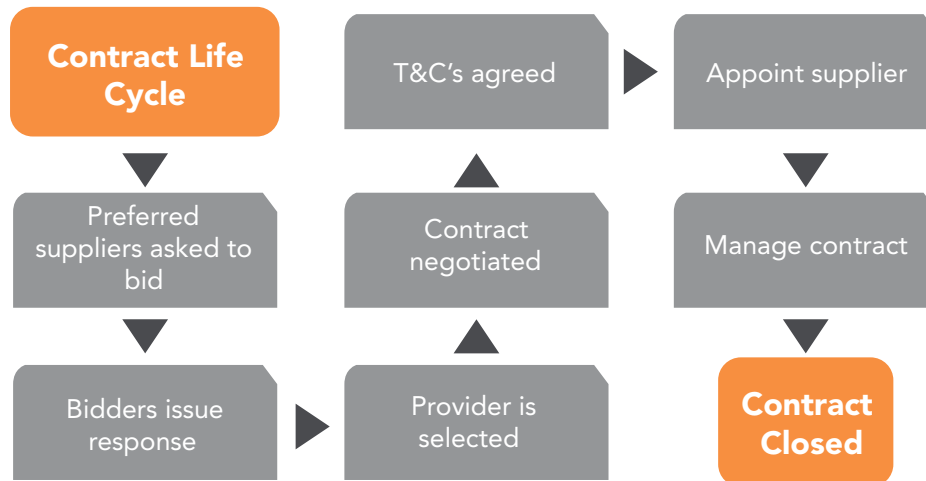 Contract Life
Cycle
Preferred
suppliers asked to
bid
Bidders issue
response
Provider is
selected
Contract
negotiated
T&C’s agreed
Appoint supplier
Manage contract
Contract
Closed